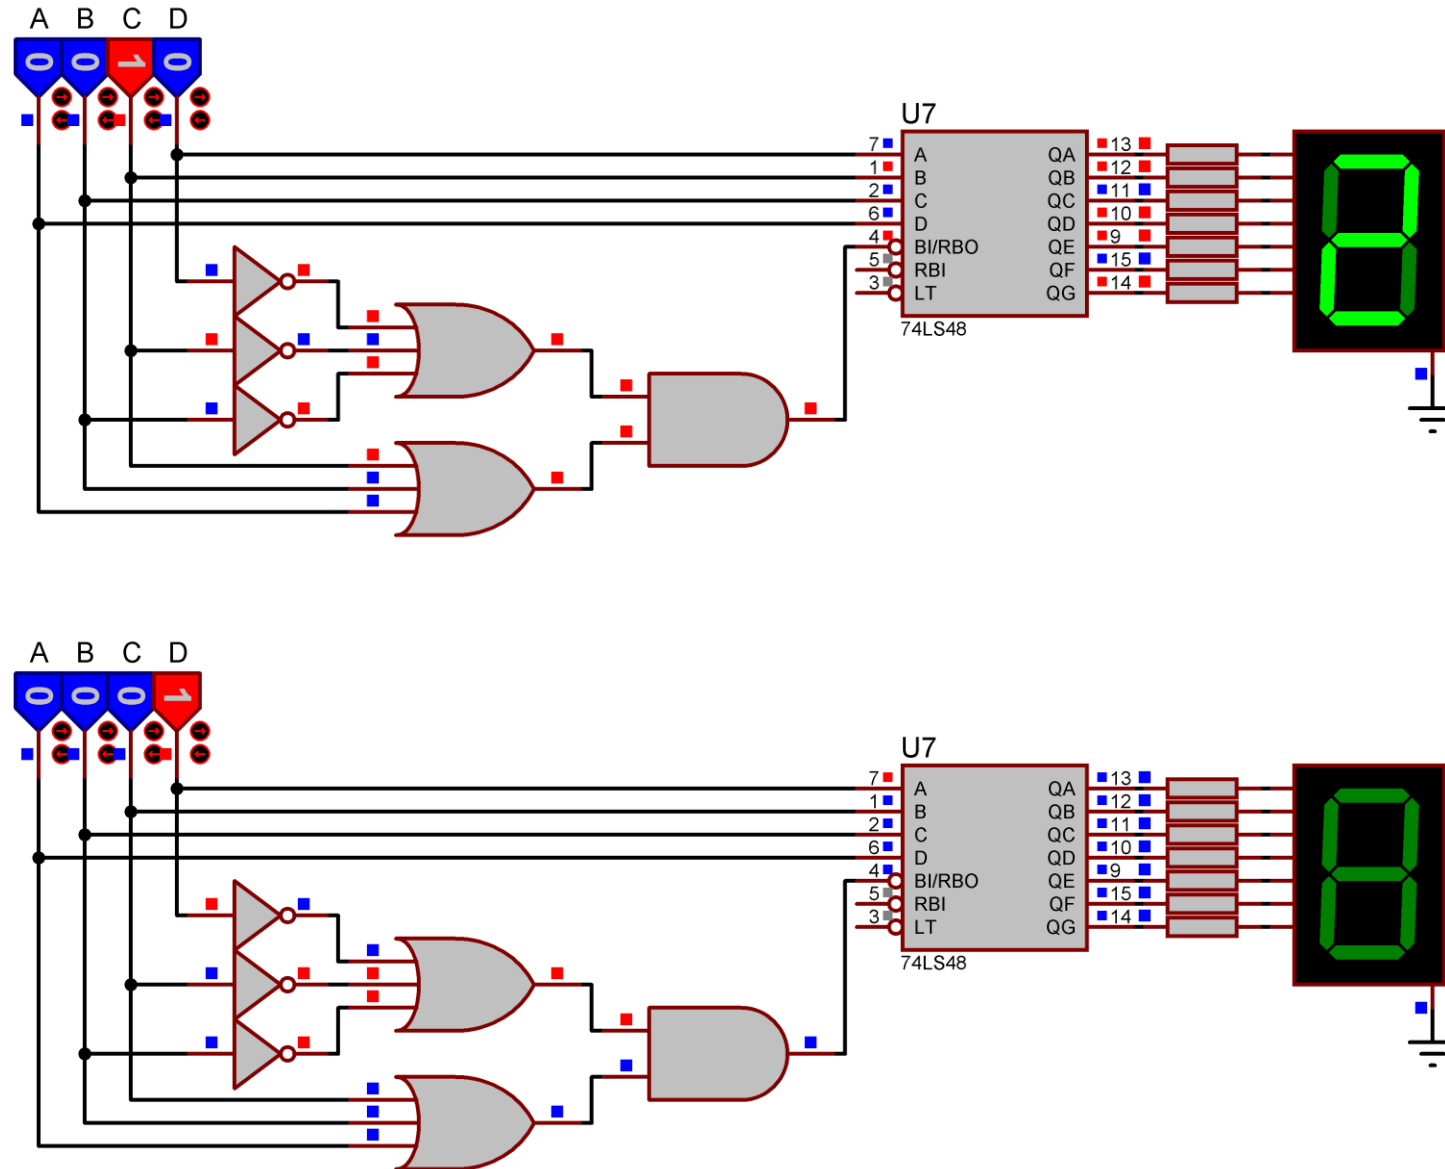 A B C D
0 0 1 0
U7
7 A QA 13
1 B QB 12
2 C QC 11
6 D QD 10
4 BI/RBO QE 9
5 RBI QF 15
3 LT QG 14
74LS48
A B C D
0 0 0 1
U7
7 A QA 13
1 B QB 12
2 C QC 11
6 D QD 10
4 BI/RBO QE 9
5 RBI QF 15
3 LT QG 14
74LS48